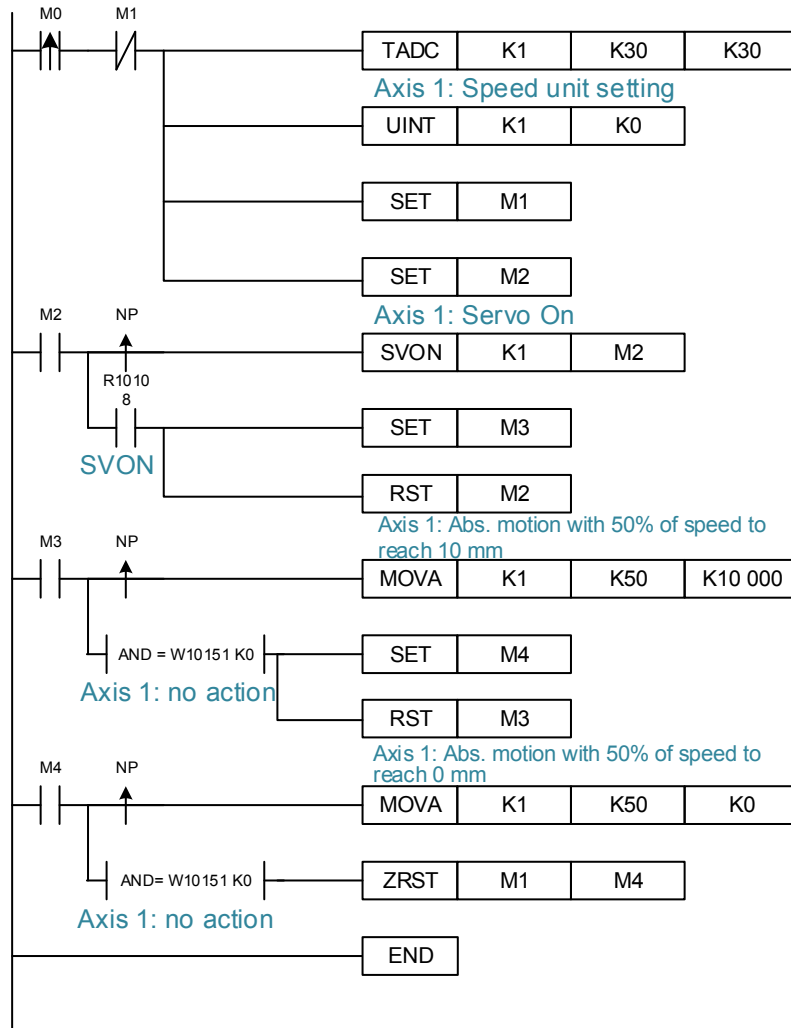 M0 M1
TADC K1 K30 K30
Axis 1: Speed unit setting
UINT K1 K0
SET M1
SET M2
Axis 1: Servo On
M2 NP
SVON K1 M2
R1010
8
SET M3
SVON
RST M2
Axis 1: Abs. motion with 50% of speed to
reach 10 mm
M3 NP
MOVA K1 K50 K10 000
AND = W10151 K0
SET M4
Axis 1: no action
RST M3
Axis 1: Abs. motion with 50% of speed to
reach 0 mm
M4 NP
MOVA K1 K50 K0
AND= W10151 K0
ZRST M1 M4
Axis 1: no action
END